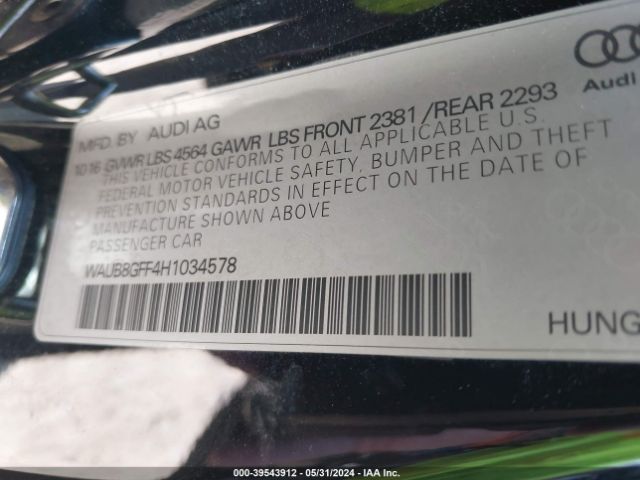 Audi
MFD. BY AUDI AG
1016 GVWR LBS 4564 GAWR LBS FRONT 2381 /REAR 2293
THIS VEHICLE CONFORMS TO ALL APPLICABLE U.S.
FEDERAL MOTOR VEHICLE SAFETY, BUMPER AND THEFT
PREVENTION STANDARDS IN EFFECT ON THE DATE OF
MANUFACTURE SHOWN ABOVE
PASSENGER CAR
WAUB8GFF4H1034578
HUNG
000-39543912 - 05/31/2024 - IAA Inc.